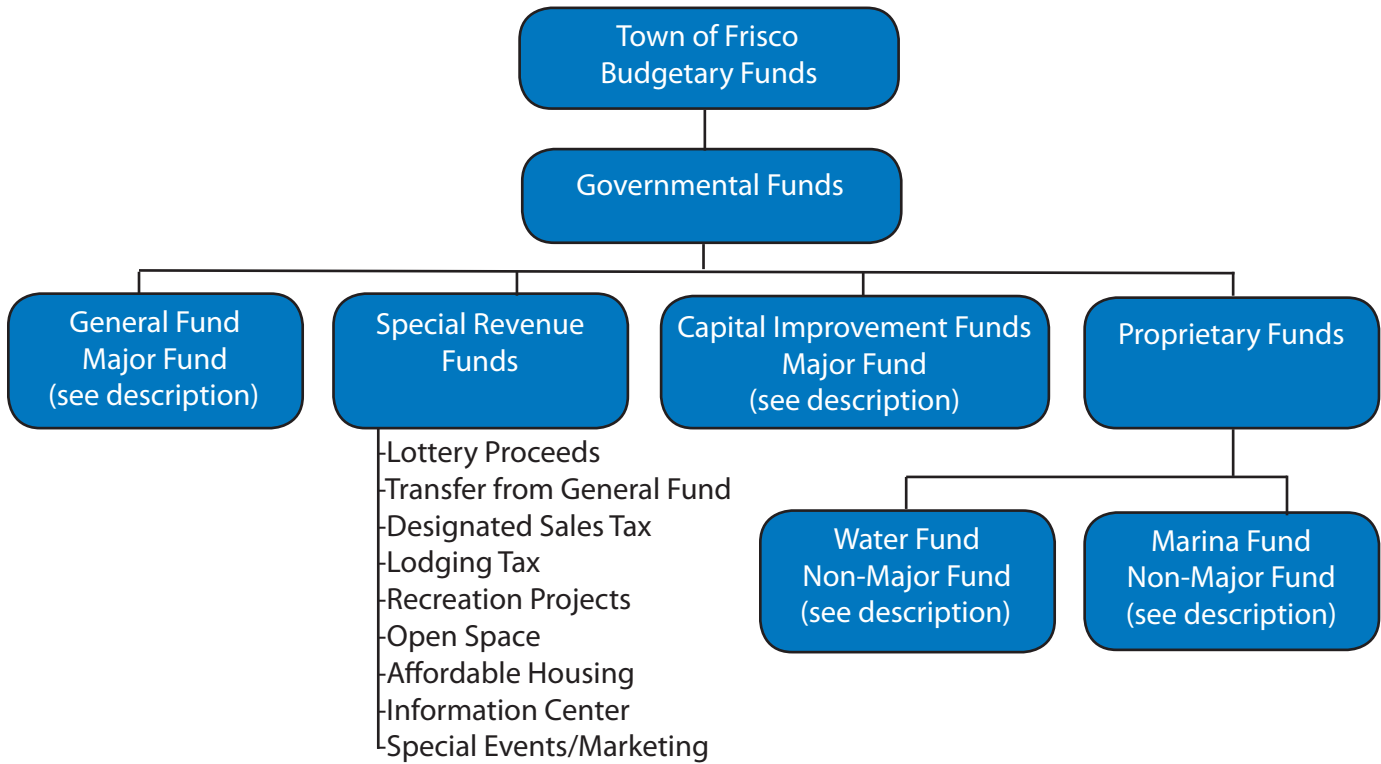 Town of Frisco
Budgetary Funds
Governmental Funds
General Fund
Major Fund
(see description)
Special Revenue
Funds
Capital Improvement Funds
Major Fund
(see description)
Proprietary Funds
-Lottery Proceeds
-Transfer from General Fund
-Designated Sales Tax
-Lodging Tax
-Recreation Projects
-Open Space
-Affordable Housing
-Information Center
-Special Events/Marketing
Water Fund
Non-Major Fund
(see description)
Marina Fund
Non-Major Fund
(see description)